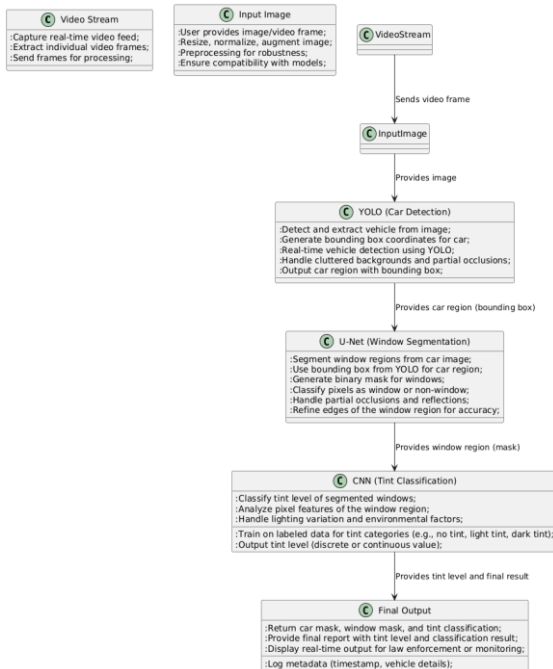 C Video Stream
:Capture real-time video feed;
:Extract individual video frames;
:Send frames for processing;
C Input Image
:User provides image/video frame;
:Resize, normalize, augment image;
:Preprocessing for robustness;
:Ensure compatibility with models;
C VideoStream
Sends video frame
C InputImage
Provides image
C YOLO (Car Detection)
:Detect and extract vehicle from image;
:Generate bounding box coordinates for car;
:Real-time vehicle detection using YOLO;
:Handle cluttered backgrounds and partial occlusions;
:Output car region with bounding box;
Provides car region (bounding box)
C U-Net (Window Segmentation)
:Segment window regions from car image;
:Use bounding box from YOLO for car region;
:Generate binary mask for windows;
:Classify pixels as window or non-window;
:Handle partial occlusions and reflections;
:Refine edges of the window region for accuracy;
Provides window region (mask)
C CNN (Tint Classification)
:Classify tint level of segmented windows;
:Analyze pixel features of the window region;
:Handle lighting variation and environmental factors;
:Train on labeled data for tint categories (e.g., no tint, light tint, dark tint);
:Output tint level (discrete or continuous value);
Provides tint level and final result
C Final Output
:Return car mask, window mask, and tint classification;
:Provide final report with tint level and classification result;
:Display real-time output for law enforcement or monitoring;
:Log metadata (timestamp, vehicle details);